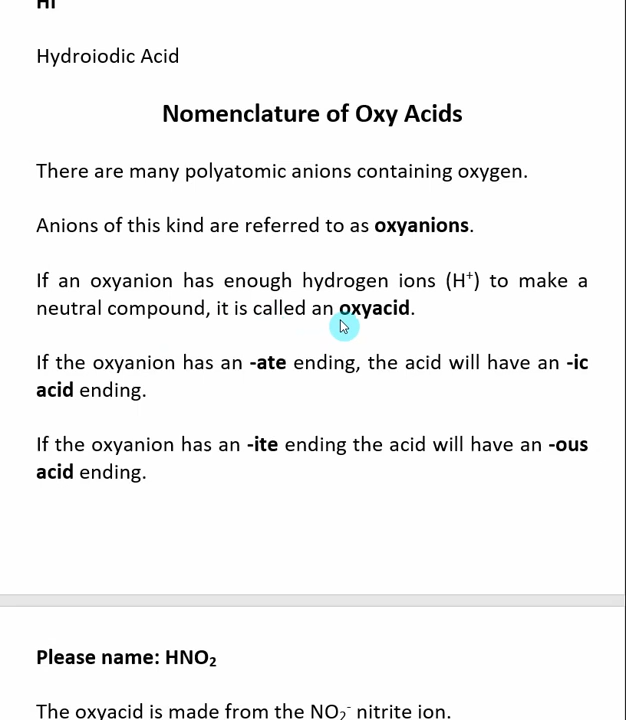 HI
Hydroiodic Acid
Nomenclature of Oxy Acids
There are many polyatomic anions containing oxygen.
Anions of this kind are referred to as oxyanions.
If an oxyanion has enough hydrogen ions (H⁺) to make a
neutral compound, it is called an oxyacid.
If the oxyanion has an -ate ending, the acid will have an -ic
acid ending.
If the oxyanion has an -ite ending the acid will have an -ous
acid ending.
Please name: HNO₂
The oxyacid is made from the NO₂⁻ nitrite ion.